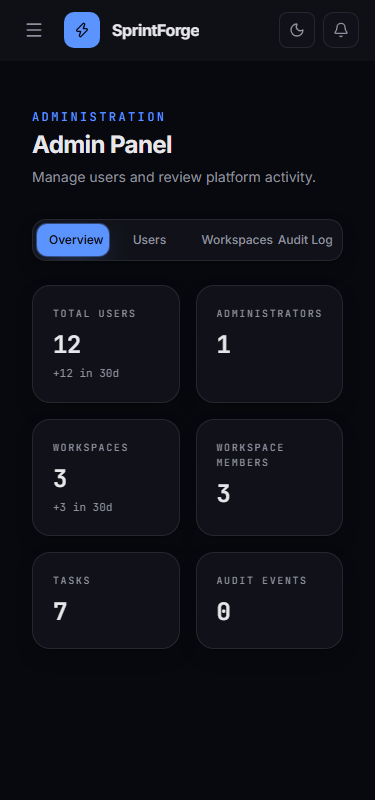 SprintForge
ADMINISTRATION
Admin Panel
Manage users and review platform activity.
Overview Users Workspaces Audit Log
TOTAL USERS
12
+12 in 30d
ADMINISTRATORS
1
WORKSPACES
3
+3 in 30d
WORKSPACE
MEMBERS
3
TASKS
7
AUDIT EVENTS
0